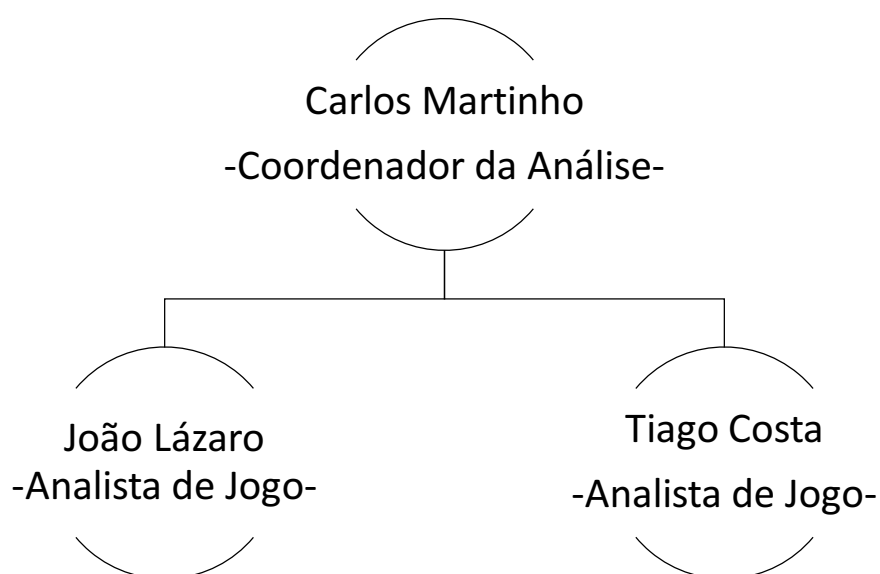 Carlos Martinho
-Coordenador da Análise-
João Lázaro
-Analista de Jogo-
Tiago Costa
-Analista de Jogo-